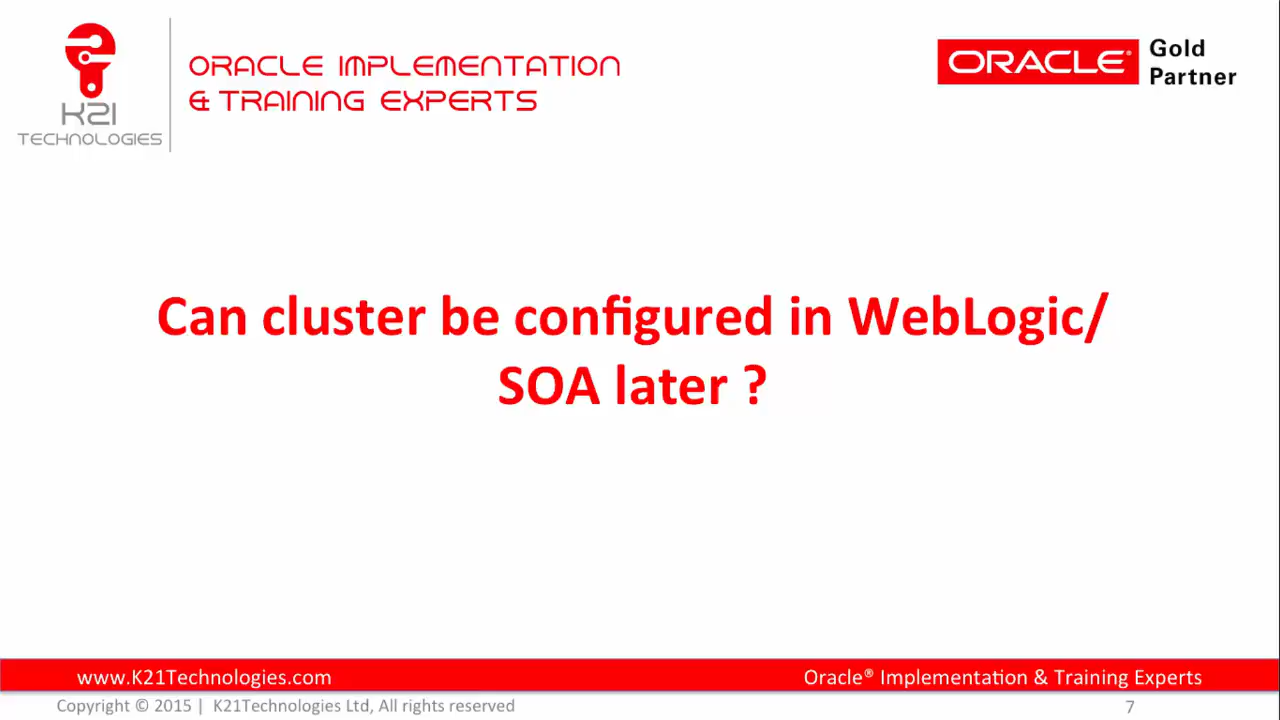 K21
TECHNOLOGIES
ORACLE IMPLEMENTATION
& TRAINING EXPERTS
ORACLE®
Gold
Partner
Can cluster be configured in WebLogic/
SOA later ?
www.K21Technologies.com
Oracle® Implementation & Training Experts
Copyright © 2015 | K21Technologies Ltd, All rights reserved
7